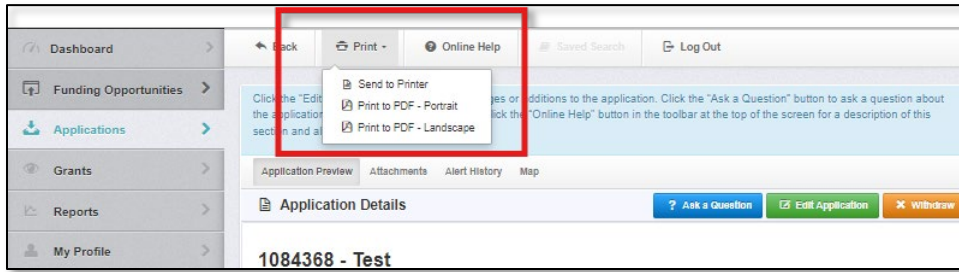 Dashboard
Funding Opportunities
Applications
Grants
Reports
My Profile
Back
Print
Online Help
Saved Search
Log Out
Send to Printer
Print to PDF - Portrait
Print to PDF - Landscape
Click the "Edit ges or additions to the application. Click the "Ask a Question" button to ask a question about
the application lick the "Online Help" button in the toolbar at the top of the screen for a description of this
section and al
Application Preview Attachments Alert History Map
Application Details
? Ask a Question
Edit Application
Withdraw
1084368 - Test